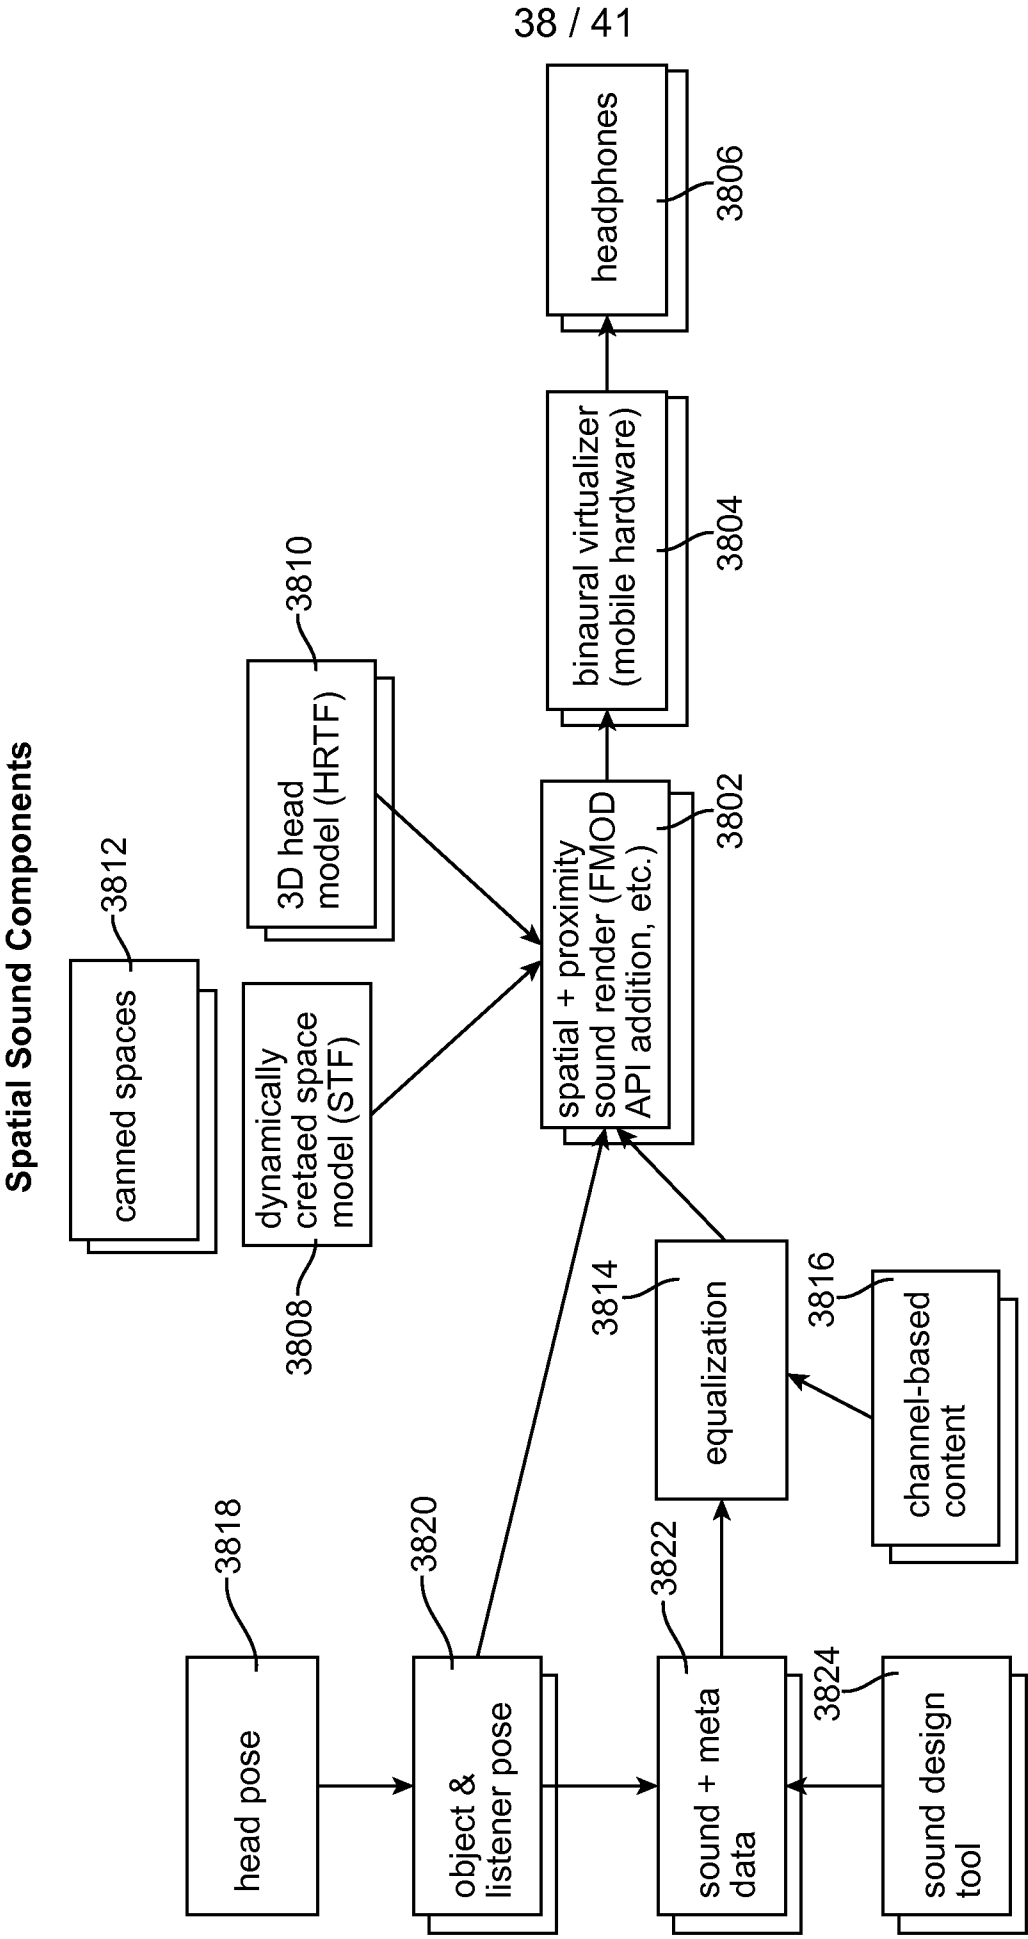 38 / 41
Spatial Sound Components
canned spaces
3812
dynamically
cretaed space
model (STF)
3808
3D head
model (HRTF)
3810
head pose
3818
object &
listener pose
3820
sound + meta
data
3822
sound design
tool
3824
equalization
3814
channel-based
content
3816
spatial + proximity
sound render (FMOD
API addition, etc.)
3802
binaural virtualizer
(mobile hardware)
3804
headphones
3806